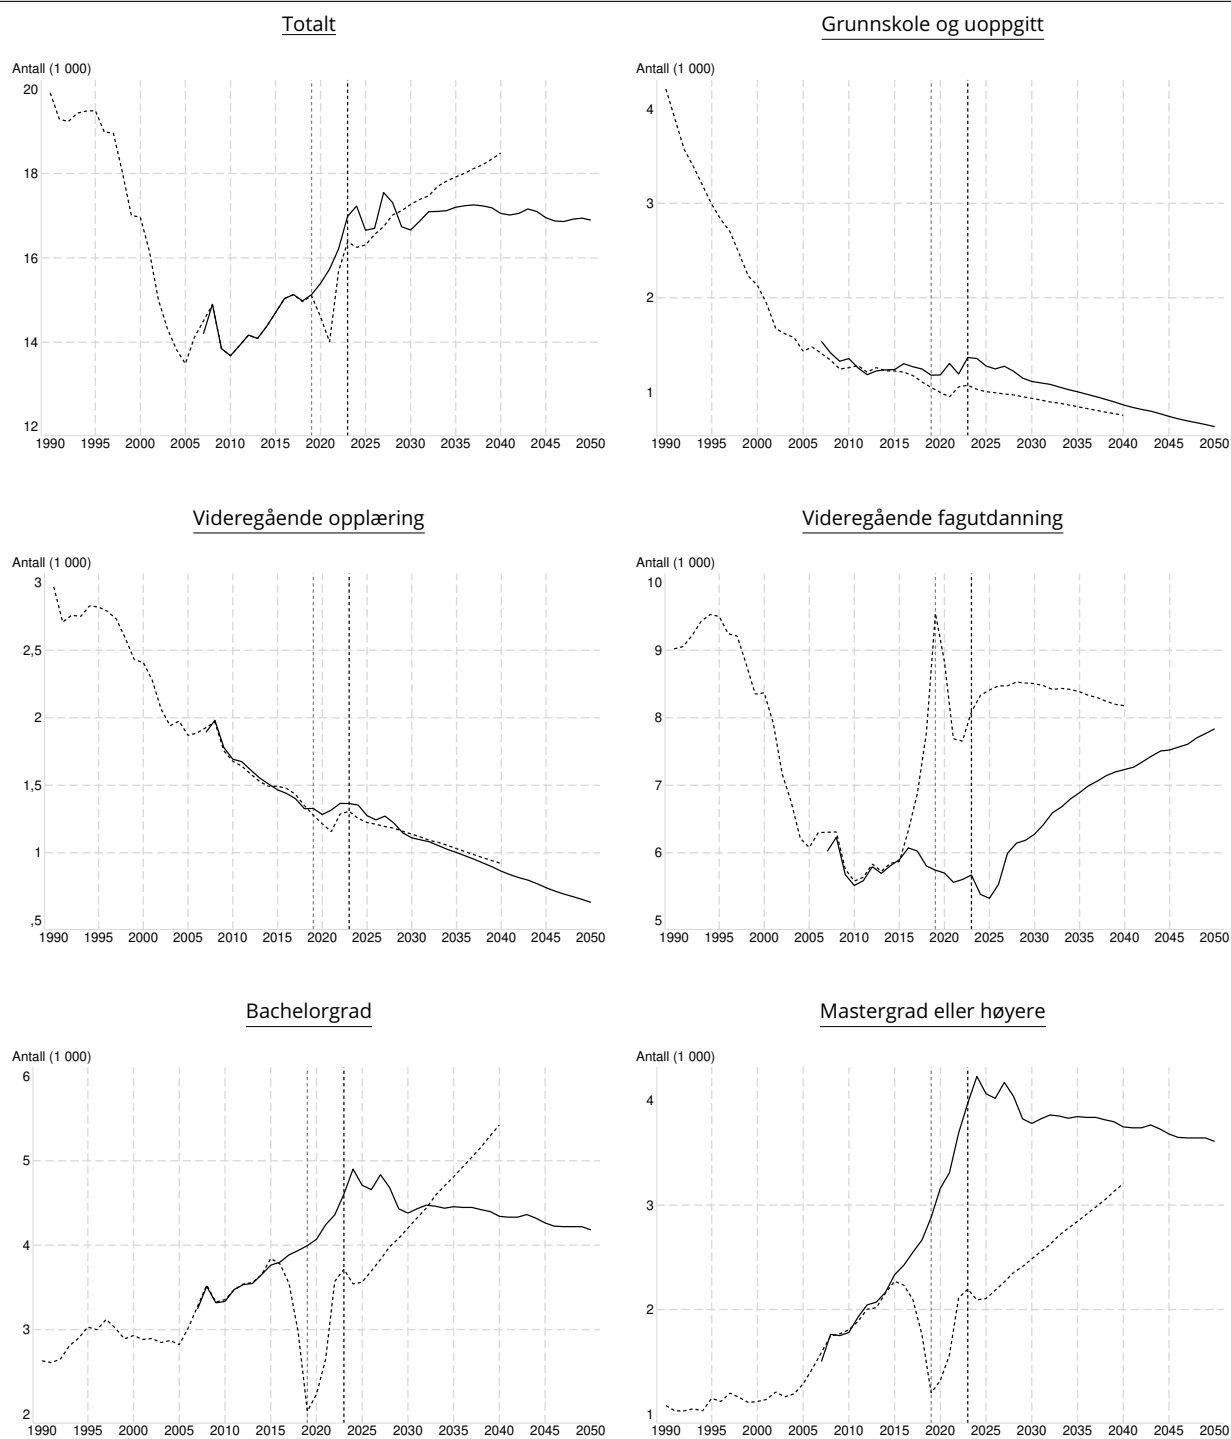 Totalt
Antall (1 000)
20
18
16
14
12
1990 1995 2000 2005 2010 2015 2020 2025 2030 2035 2040 2045 2050
Grunnskole og uoppgitt
Antall (1 000)
4
3
2
1
1990 1995 2000 2005 2010 2015 2020 2025 2030 2035 2040 2045 2050
Videregående opplæring
Antall (1 000)
3
2,5
2
1,5
1
,5
1990 1995 2000 2005 2010 2015 2020 2025 2030 2035 2040 2045 2050
Videregående fagutdanning
Antall (1 000)
10
9
8
7
6
5
1990 1995 2000 2005 2010 2015 2020 2025 2030 2035 2040 2045 2050
Bachelorgrad
Antall (1 000)
6
5
4
3
2
1990 1995 2000 2005 2010 2015 2020 2025 2030 2035 2040 2045 2050
Mastergrad eller høyere
Antall (1 000)
4
3
2
1
1990 1995 2000 2005 2010 2015 2020 2025 2030 2035 2040 2045 2050